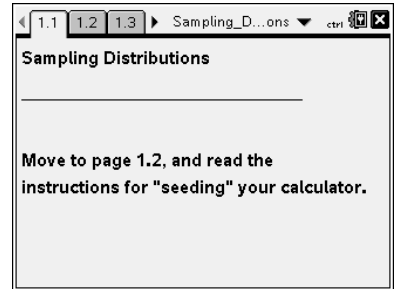 1.1 1.2 1.3 Sampling_D...ons ctrl
Sampling Distributions
Move to page 1.2, and read the
instructions for "seeding" your calculator.